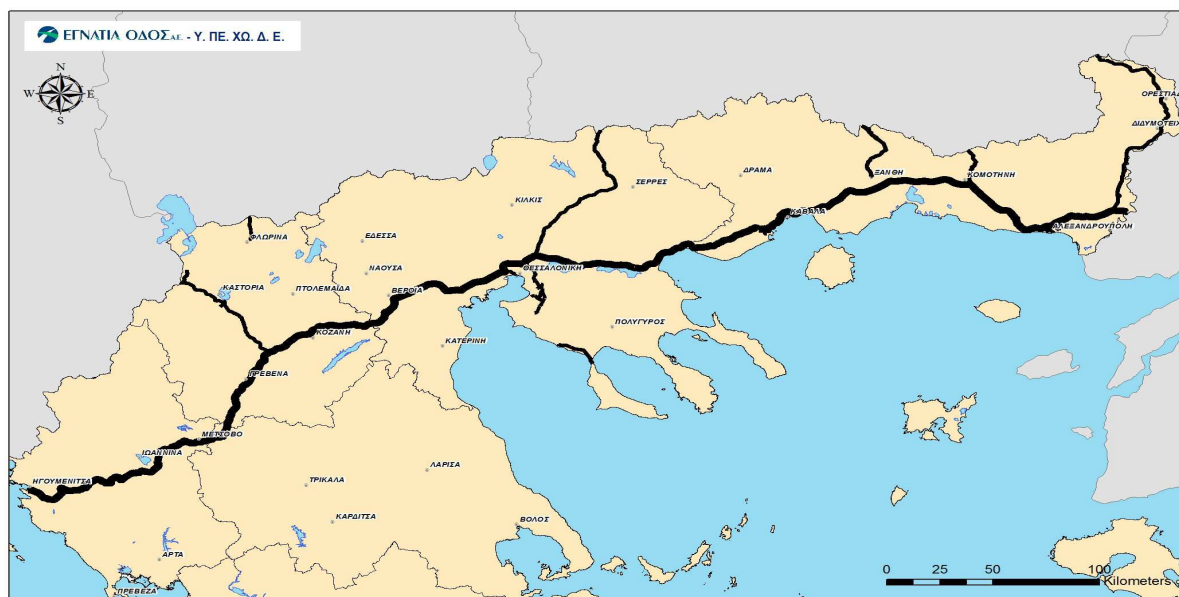 ΕΓΝΑΤΙΑ ΟΔΟΣ Α.Ε. - Υ. ΠΕ. ΧΩ. Δ. Ε.
N
W E
S
ΟΡΕΣΤΙΑΔ
ΔΙΔΥΜΟΤΕΙΧ
ΔΡΑΜΑ
ΞΑΝΘΗ
ΚΟΜΟΤΗΝΗ
ΣΕΡΡΕΣ
ΚΙΛΚΙΣ
ΚΑΒΑΛΑ
ΑΛΕΞΑΝΔΡΟΥΠΟΛΗ
ΦΛΩΡΙΝΑ
ΕΔΕΣΣΑ
ΝΑΟΥΣΑ
ΘΕΣΣΑΛΟΝΙΚΗ
ΚΑΣΤΟΡΙΑ
ΠΤΟΛΕΜΑΙΔΑ
ΒΕΡΟΙΑ
ΠΟΛΥΓΥΡΟΣ
ΚΟΖΑΝΗ
ΚΑΤΕΡΙΝΗ
ΓΡΕΒΕΝΑ
ΜΕΤΣΟΒΟ
ΙΩΑΝΝΙΝΑ
ΛΑΡΙΣΑ
ΗΓΟΥΜΕΝΙΤΣΑ
ΤΡΙΚΑΛΑ
ΚΑΡΔΙΤΣΑ
ΒΟΛΟΣ
ΑΡΤΑ
ΠΡΕΒΕΖΑ
0 25 50 100
Kilometers